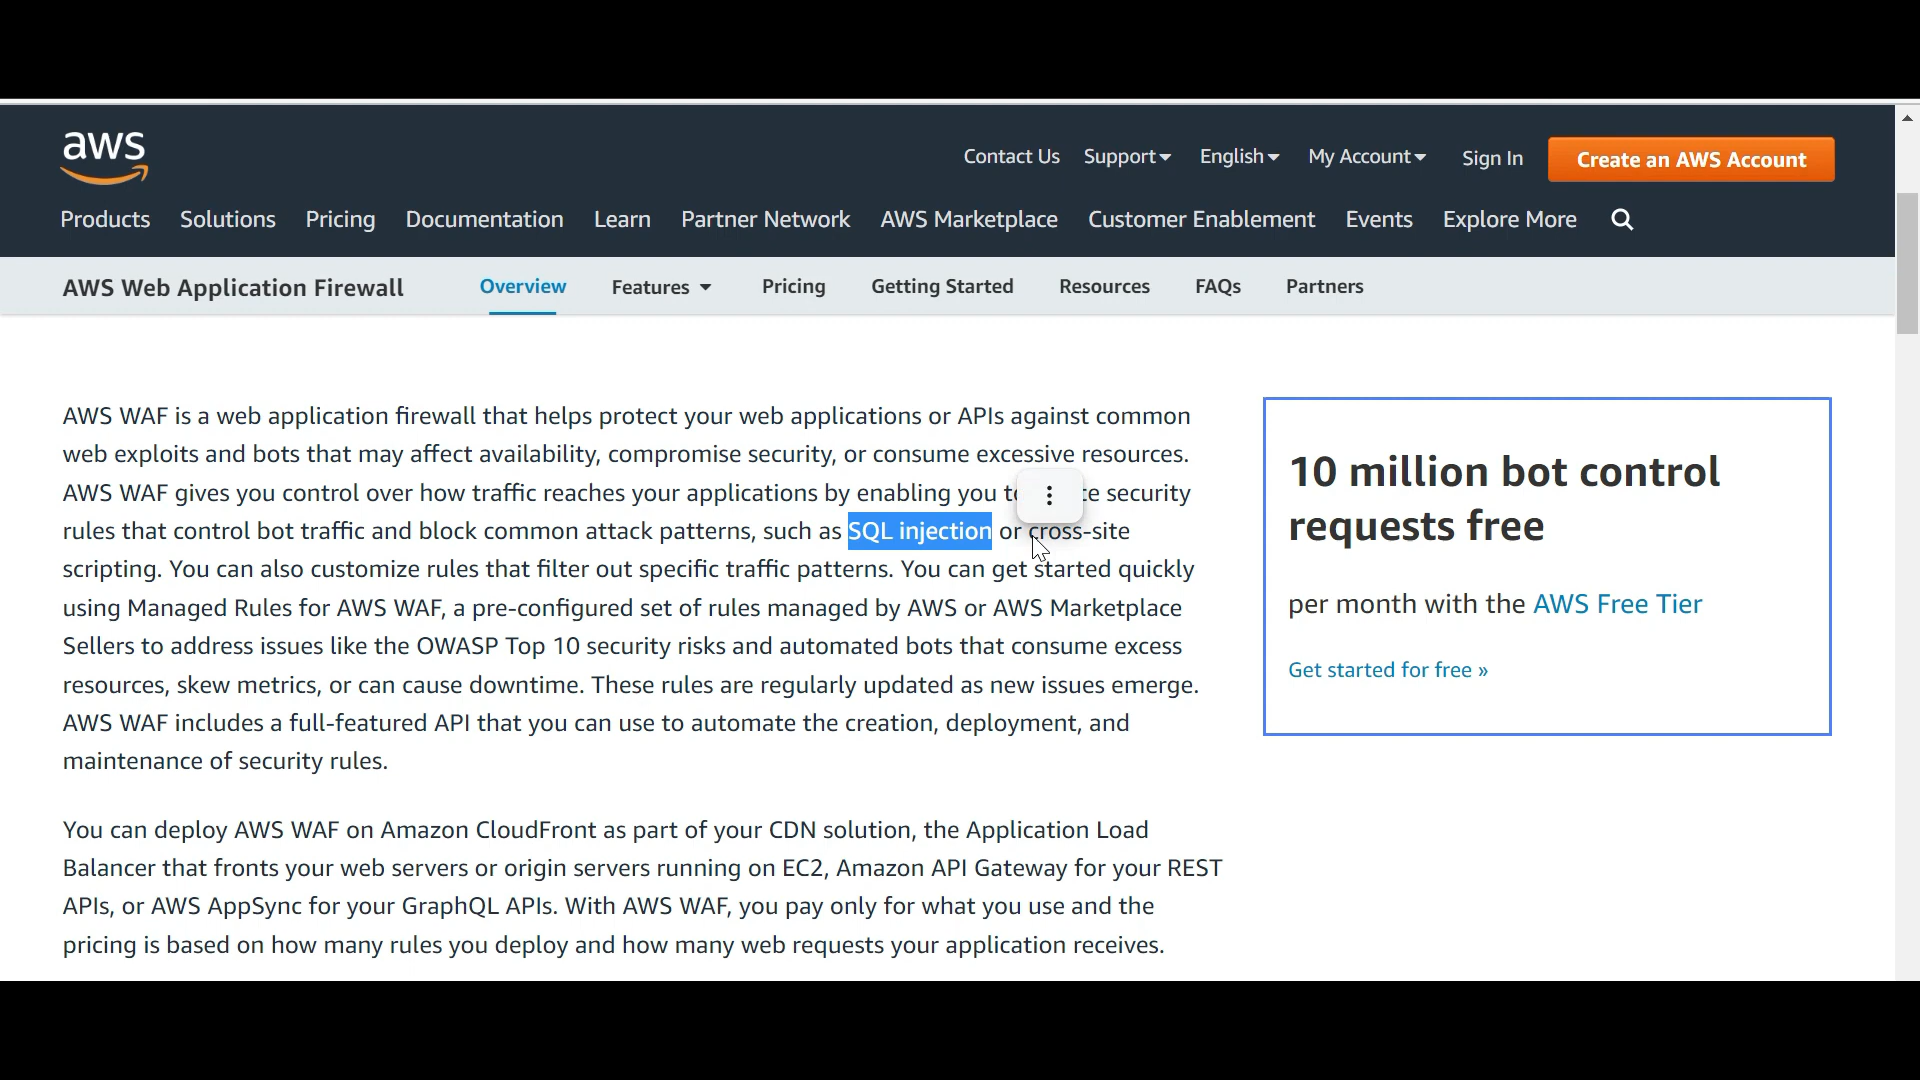 aws
Contact Us Support English My Account Sign In Create an AWS Account
Products Solutions Pricing Documentation Learn Partner Network AWS Marketplace Customer Enablement Events Explore More
AWS Web Application Firewall Overview Features Pricing Getting Started Resources FAQs Partners
AWS WAF is a web application firewall that helps protect your web applications or APIs against common
web exploits and bots that may affect availability, compromise security, or consume excessive resources.
AWS WAF gives you control over how traffic reaches your applications by enabling you security
rules that control bot traffic and block common attack patterns, such as SQL injection or cross-site
scripting. You can also customize rules that filter out specific traffic patterns. You can get started quickly
using Managed Rules for AWS WAF, a pre-configured set of rules managed by AWS or AWS Marketplace
Sellers to address issues like the OWASP Top 10 security risks and automated bots that consume excess
resources, skew metrics, or can cause downtime. These rules are regularly updated as new issues emerge.
AWS WAF includes a full-featured API that you can use to automate the creation, deployment, and
maintenance of security rules.
You can deploy AWS WAF on Amazon CloudFront as part of your CDN solution, the Application Load
Balancer that fronts your web servers or origin servers running on EC2, Amazon API Gateway for your REST
APIs, or AWS AppSync for your GraphQL APIs. With AWS WAF, you pay only for what you use and the
pricing is based on how many rules you deploy and how many web requests your application receives.
10 million bot control
requests free
per month with the AWS Free Tier
Get started for free »